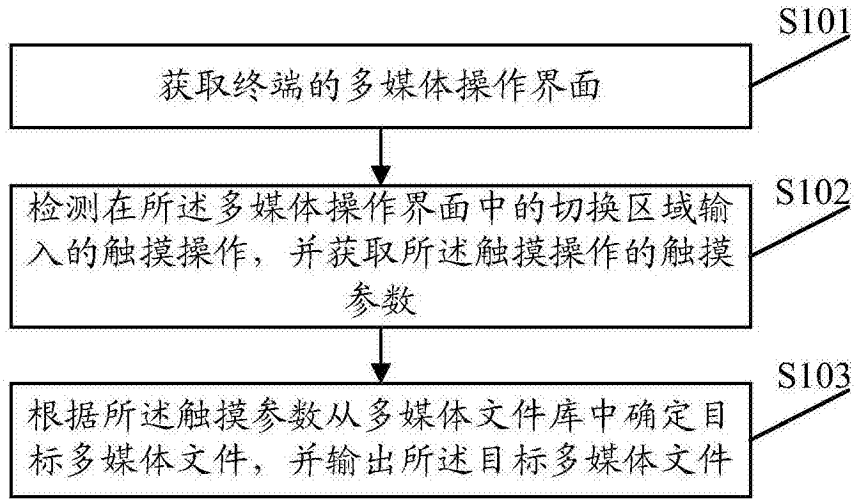 S101
获取终端的多媒体操作界面
S102
检测在所述多媒体操作界面中的切换区域输
入的触摸操作，并获取所述触摸操作的触摸
参数
S103
根据所述触摸参数从多媒体文件库中确定目
标多媒体文件，并输出所述目标多媒体文件